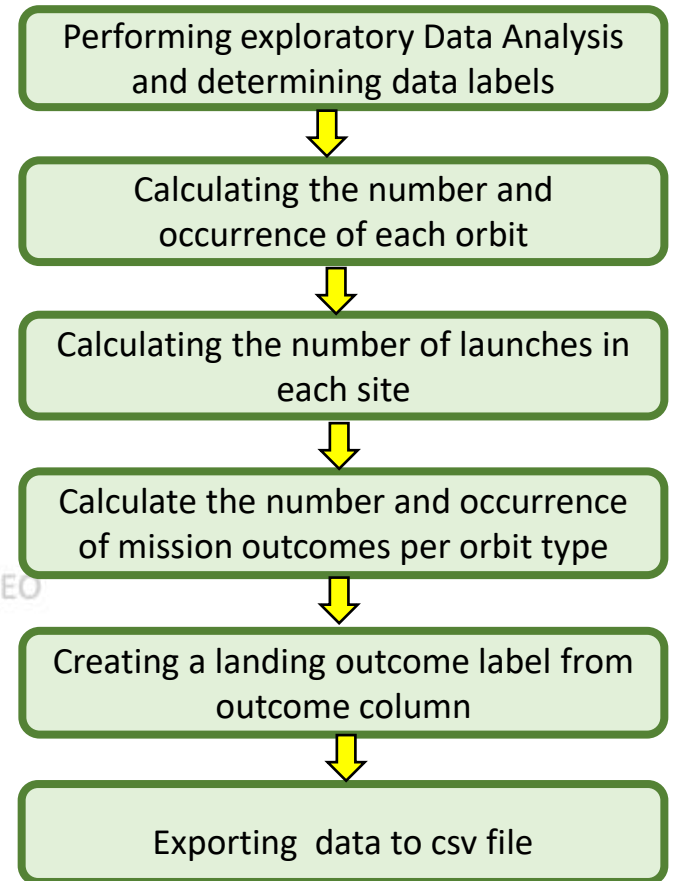 Performing exploratory Data Analysis
and determining data labels
Calculating the number and
occurrence of each orbit
Calculating the number of launches in
each site
Calculate the number and occurrence
of mission outcomes per orbit type
EO
Creating a landing outcome label from
outcome column
Exporting data to csv file